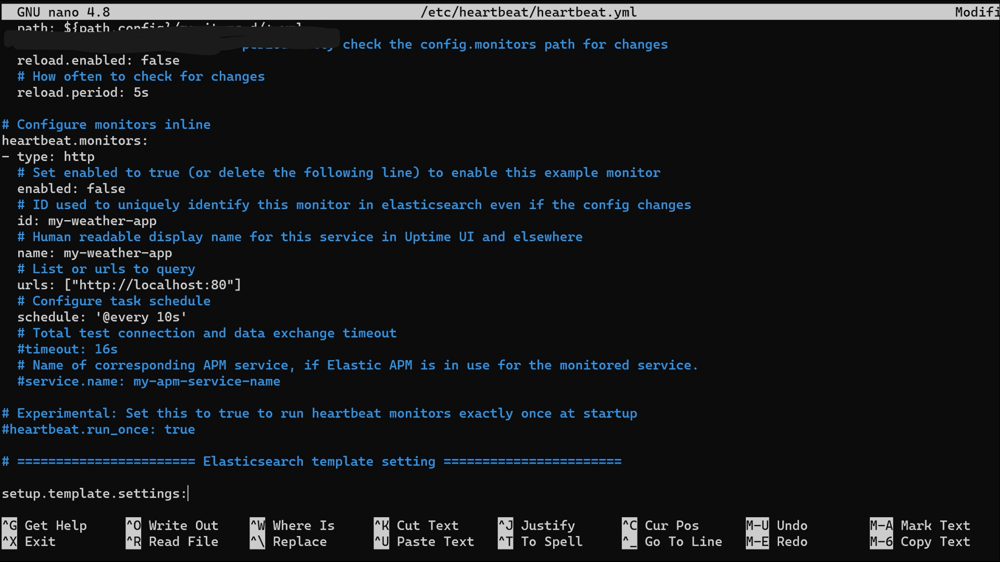 GNU nano 4.8 /etc/heartbeat/heartbeat.yml Modifi
path: ${path.config}/
check the config.monitors path for changes
  reload.enabled: false
  # How often to check for changes
  reload.period: 5s

# Configure monitors inline
heartbeat.monitors:
- type: http
  # Set enabled to true (or delete the following line) to enable this example monitor
  enabled: false
  # ID used to uniquely identify this monitor in elasticsearch even if the config changes
  id: my-weather-app
  # Human readable display name for this service in Uptime UI and elsewhere
  name: my-weather-app
  # List or urls to query
  urls: ["http://localhost:80"]
  # Configure task schedule
  schedule: '@every 10s'
  # Total test connection and data exchange timeout
  #timeout: 16s
  # Name of corresponding APM service, if Elastic APM is in use for the monitored service.
  #service.name: my-apm-service-name

# Experimental: Set this to true to run heartbeat monitors exactly once at startup
#heartbeat.run_once: true

# ======================= Elasticsearch template setting =======================

setup.template.settings:
^G Get Help ^O Write Out ^W Where Is ^K Cut Text ^J Justify ^C Cur Pos M-U Undo M-A Mark Text
^X Exit ^R Read File ^\ Replace ^U Paste Text ^T To Spell ^_ Go To Line M-E Redo M-6 Copy Text